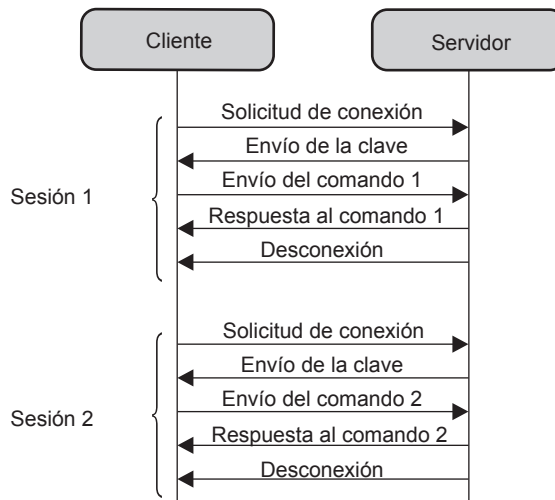 Cliente
Servidor
Solicitud de conexión
Envío de la clave
Sesión 1
Envío del comando 1
Respuesta al comando 1
Desconexión
Solicitud de conexión
Envío de la clave
Sesión 2
Envío del comando 2
Respuesta al comando 2
Desconexión